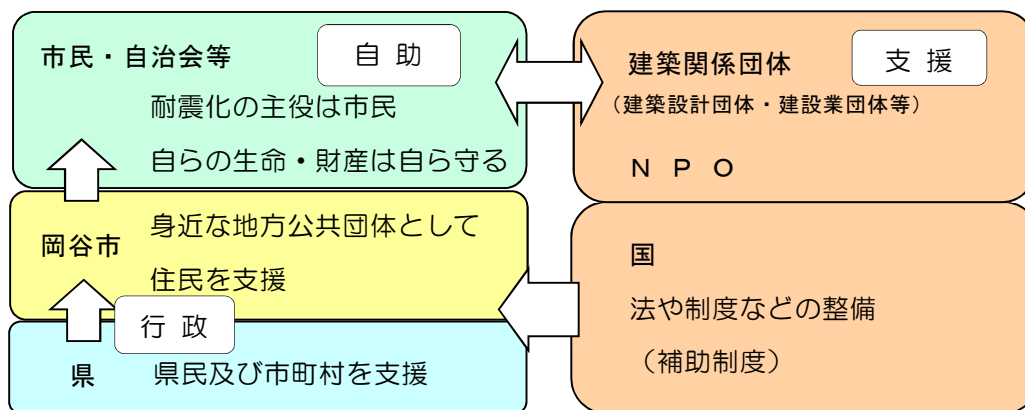 市民・自治会等
自 助
耐震化の主役は市民
自らの生命・財産は自ら守る
建築関係団体
支 援
(建築設計団体・建設業団体等)
N P O
岡谷市
身近な地方公共団体として
住民を支援
行 政
県
県民及び市町村を支援
国
法や制度などの整備
(補助制度)